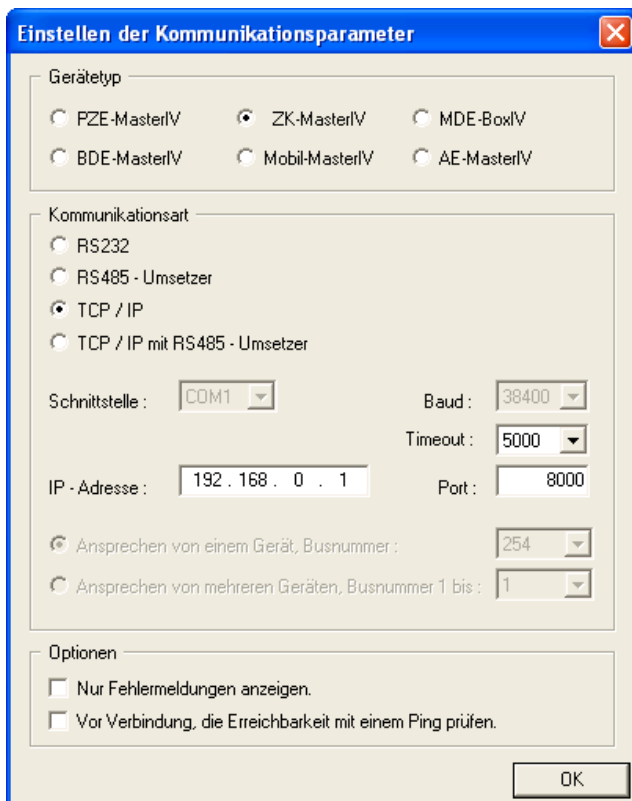 Einstellen der Kommunikationsparameter
Gerätetyp
PZE-MasterIV ZK-MasterIV MDE-BoxIV
BDE-MasterIV Mobil-MasterIV AE-MasterIV
Kommunikationsart
RS232
RS485 - Umsetzer
TCP / IP
TCP / IP mit RS485 - Umsetzer
Schnittstelle : COM1 Baud : 38400
Timeout : 5000
IP - Adresse : 192 . 168 . 0 . 1 Port : 8000
Ansprechen von einem Gerät, Busnummer : 254
Ansprechen von mehreren Geräten, Busnummer 1 bis : 1
Optionen
Nur Fehlermeldungen anzeigen.
Vor Verbindung, die Erreichbarkeit mit einem Ping prüfen.
OK